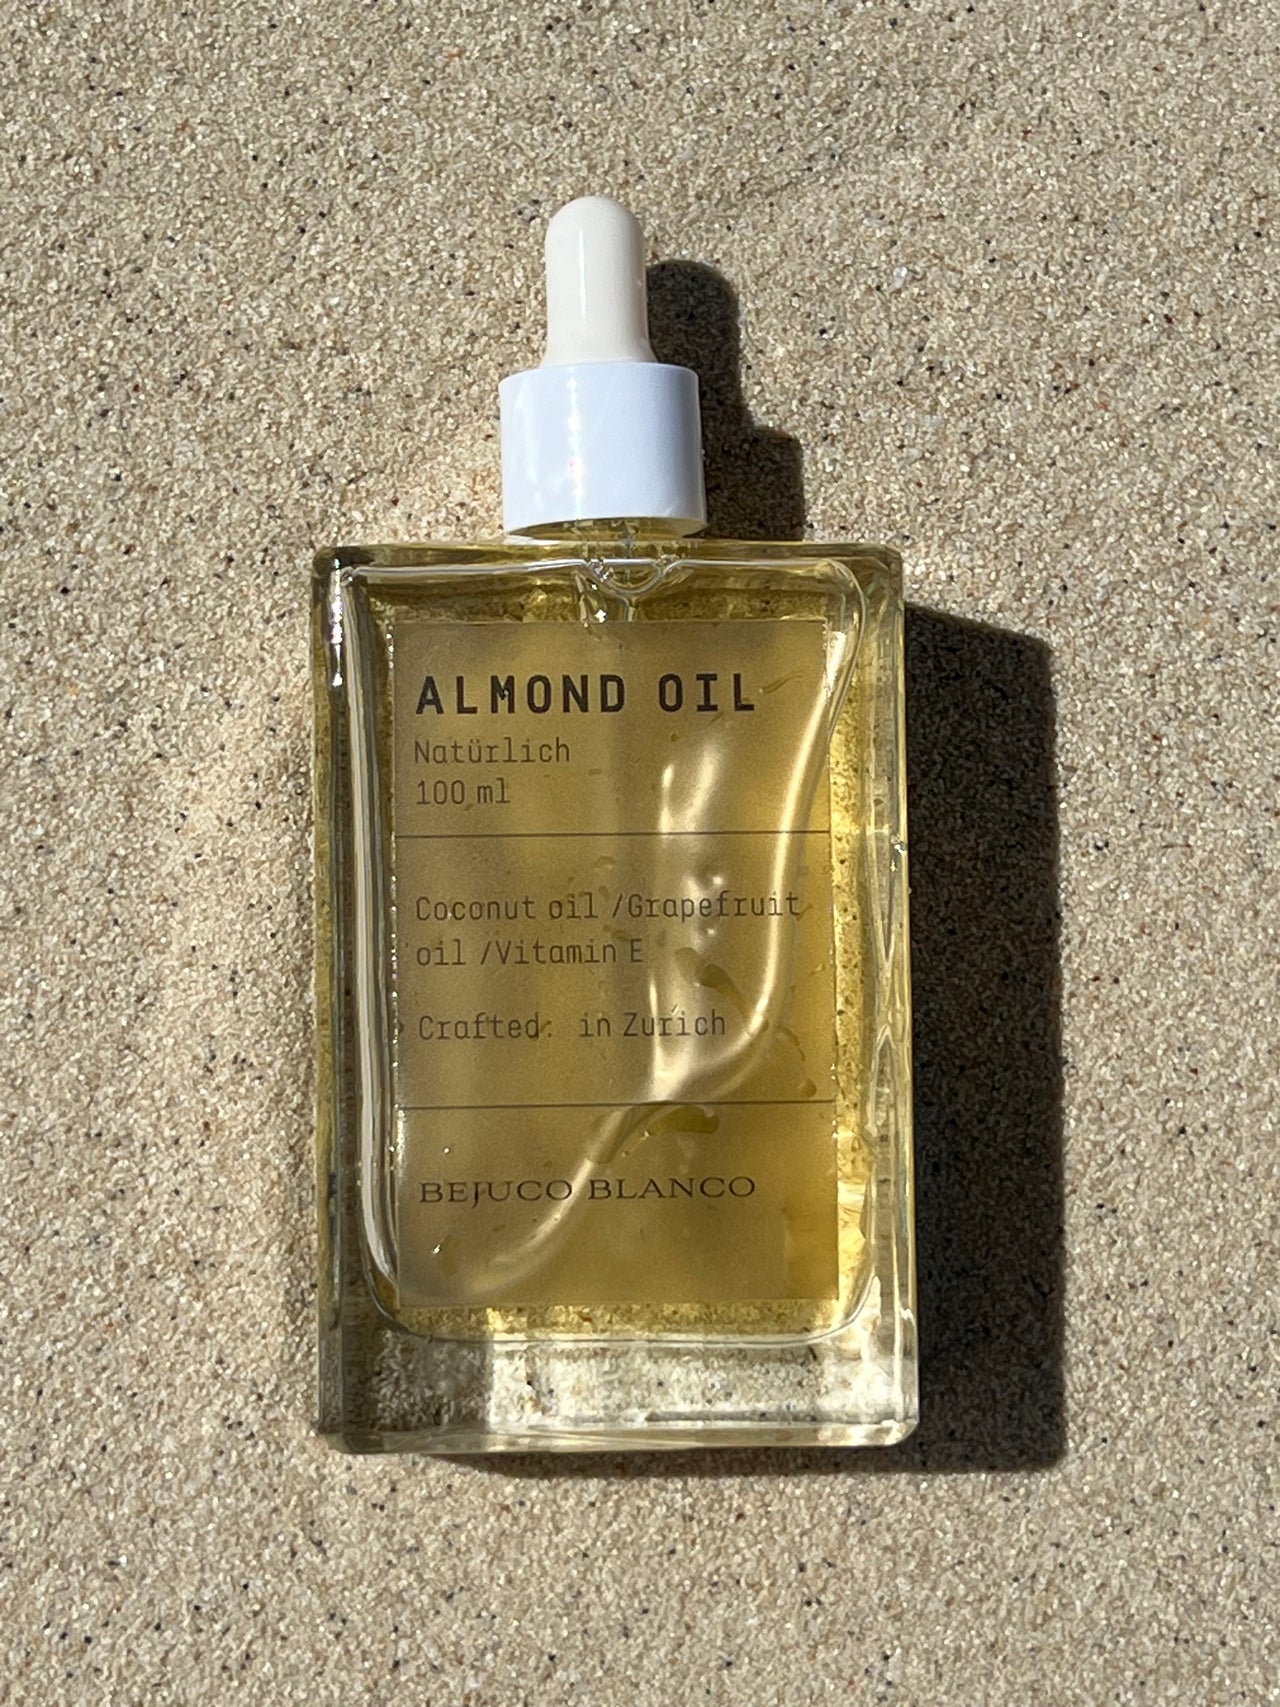 ALMOND OIL
Natürlich
100 ml
Coconut oil /Grapefruit
oil /Vitamin E
Crafted: in Zurich
BEJUCO BLANCO